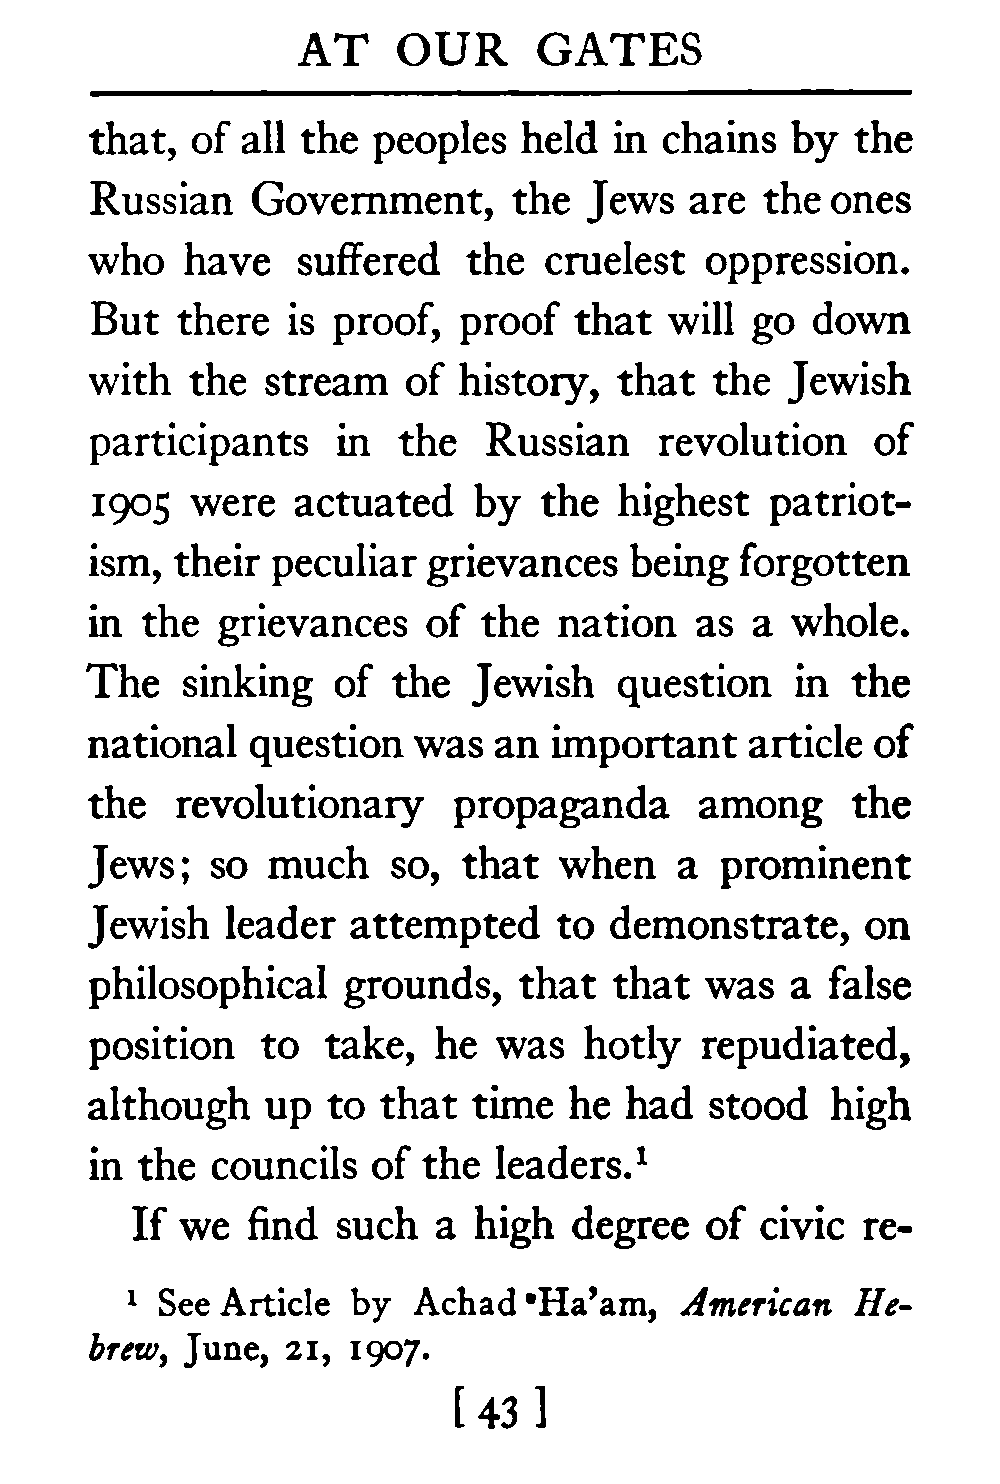 AT OUR GATES
that, of all the peoples held in chains by the
Russian Government, the Jews are the ones
who have suffered the cruelest oppression.
But there is proof, proof that will go down
with the stream of history, that the Jewish
participants in the Russian revolution of
1905 were actuated by the highest patriot-
ism, their peculiar grievances being forgotten
in the grievances of the nation as a whole.
The sinking of the Jewish question in the
national question was an important article of
the revolutionary propaganda among the
Jews; so much so, that when a prominent
Jewish leader attempted to demonstrate, on
philosophical grounds, that that was a false
position to take, he was hotly repudiated,
although up to that time he had stood high
in the councils of the leaders.¹
If we find such a high degree of civic re-
¹ See Article by Achad 'Ha'am, American He-
brew, June, 21, 1907.
[ 43 ]